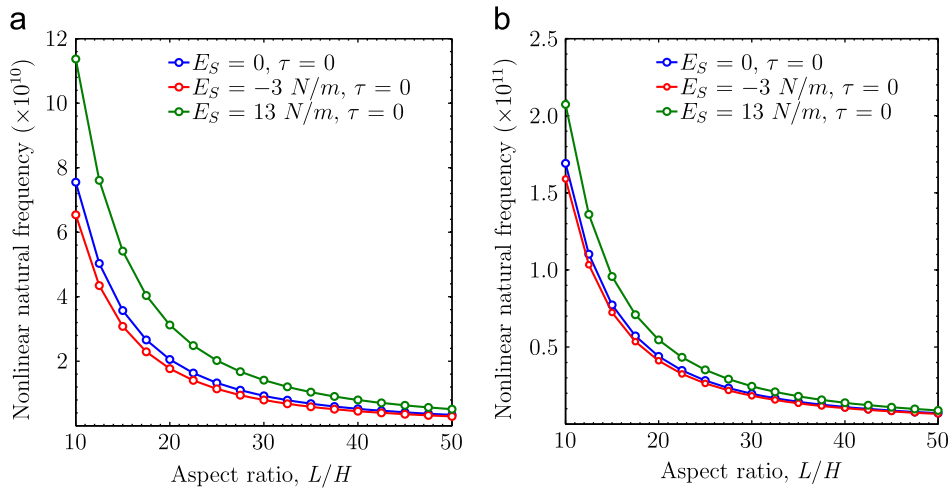 a
Nonlinear natural frequency (×10^10)
12
10
8
6
4
2
E_S = 0, τ = 0
E_S = −3 N/m, τ = 0
E_S = 13 N/m, τ = 0
10 20 30 40 50
Aspect ratio, L/H
b
Nonlinear natural frequency (×10^11)
2.5
2.0
1.5
1.0
0.5
E_S = 0, τ = 0
E_S = −3 N/m, τ = 0
E_S = 13 N/m, τ = 0
10 20 30 40 50
Aspect ratio, L/H